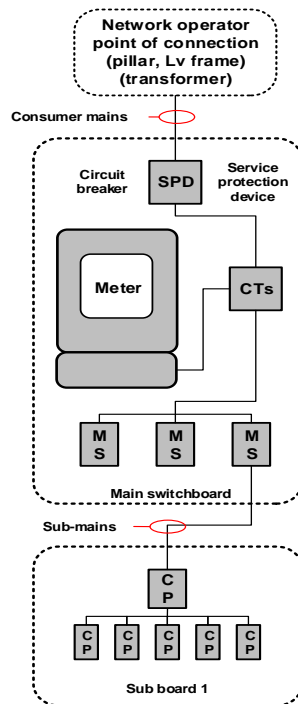 Network operator
point of connection
(pillar, Lv frame)
(transformer)
Consumer mains
Circuit
breaker
SPD
Service
protection
device
Meter
CTs
M
S
M
S
M
S
Main switchboard
Sub-mains
C
P
C
P
C
P
C
P
C
P
C
P
Sub board 1